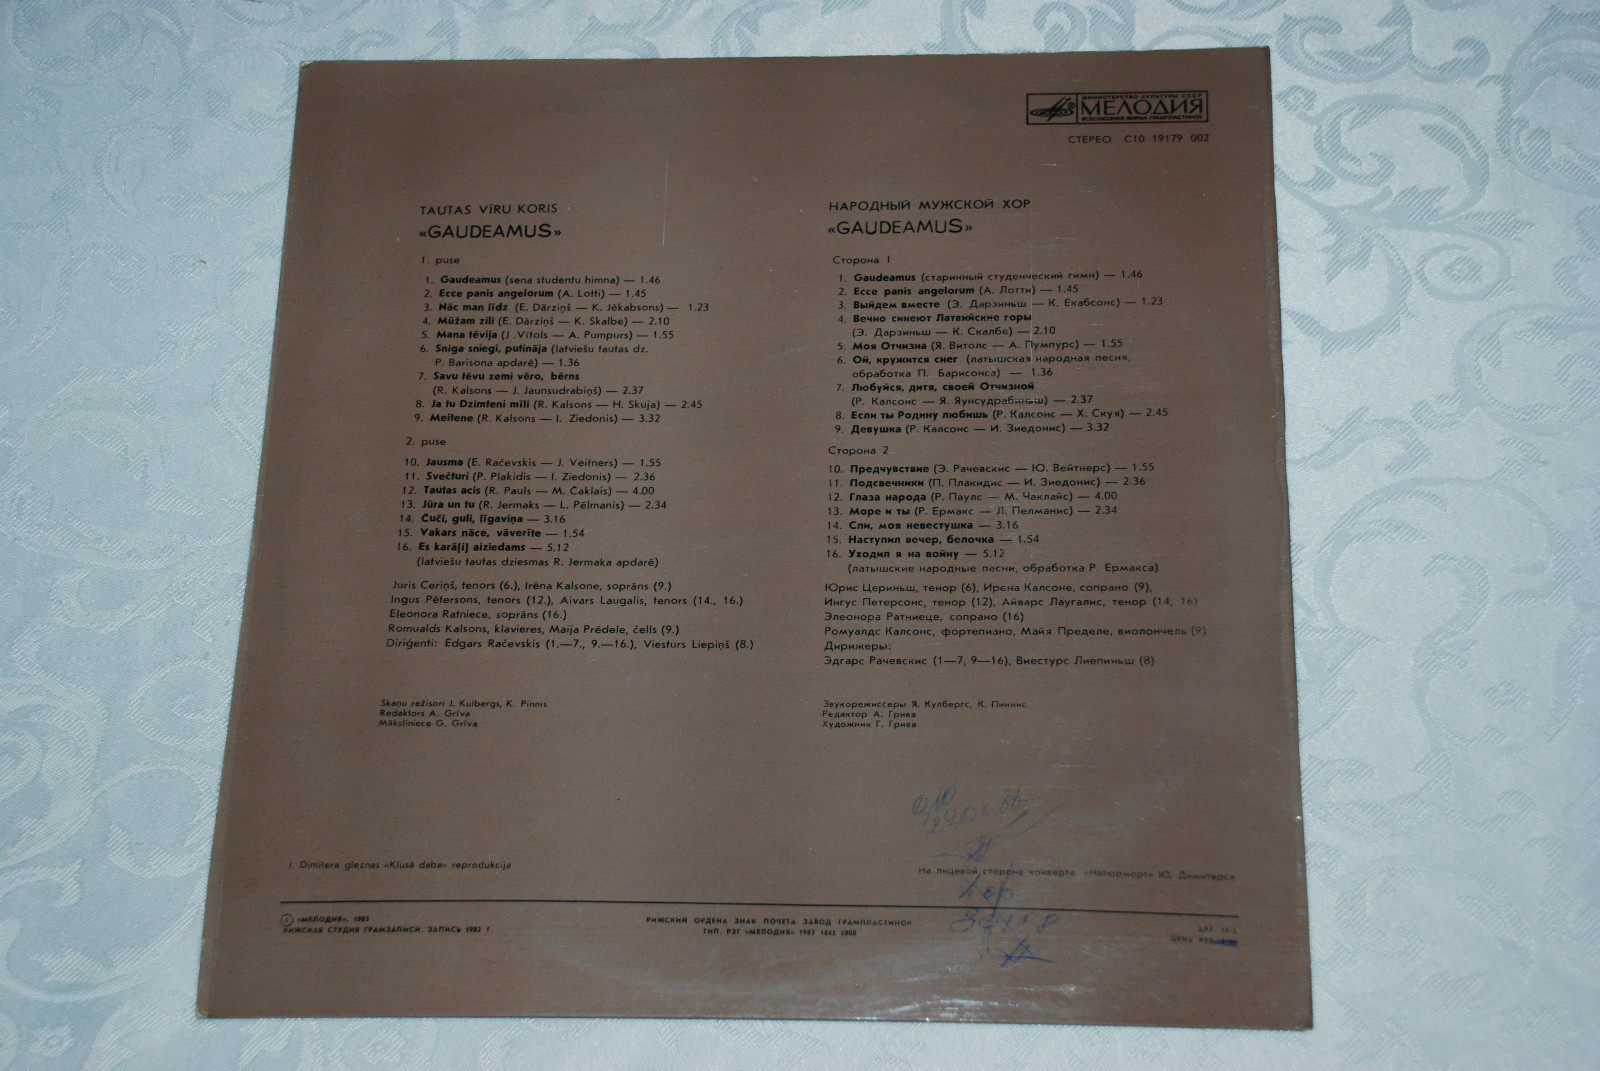 МИНИСТЕРСТВО КУЛЬТУРЫ СССР
МЕЛОДИЯ
ВСЕСОЮЗНАЯ ФИРМА ГРАМПЛАСТИНОК
СТЕРЕО С10 19179 002
TAUTAS VĪRU KORIS
«GAUDEAMUS»
1. puse
1. Gaudeamus (sena studentu himna) — 1.46
2. Ecce panis angelorum (A. Lotti) — 1.45
3. Nāc man līdz (E. Dārziņš — K. Jēkabsons) — 1.23
4. Mūžam zili (E. Dārziņš — K. Skalbe) — 2.10
5. Mana tēvija (J. Vītols — A. Pumpurs) — 1.55
6. Sniga sniegi, putināja (latviešu tautas dz.
P. Barisona apdarē) — 1.36
7. Savu tēvu zemi vēro, bērns
(R. Kalsons — J. Jaunsudrabiņš) — 2.37
8. Ja tu Dzimteni mīli (R. Kalsons — H. Skuja) — 2.45
9. Meitene (R. Kalsons — I. Ziedonis) — 3.32
2. puse
10. Jausma (E. Račevskis — J. Veitners) — 1.55
11. Svečturi (P. Plakidis — I. Ziedonis) — 2.36
12. Tautas acis (R. Pauls — M. Čaklais) — 4.00
13. Jūra un tu (R. Jermaks — L. Pēlmanis) — 2.34
14. Čuči, guli, līgaviņa — 3.16
15. Vakars nāce, vāverīte — 1.54
16. Es karā(i) aiziedams — 5.12
(latviešu tautas dziesmas R. Jermaka apdarē)
Juris Ceriņš, tenors (6.), Irēna Kalsone, soprāns (9.)
Ingus Pētersons, tenors (12.), Aivars Laugalis, tenors (14., 16.)
Eleonora Ratniece, soprāns (16.)
Romualds Kalsons, klavieres, Maija Prēdele, čells (9.)
Diriģenti: Edgars Račevskis (1.—7., 9.—16.), Viesturs Liepiņš (8.)
Skaņu režisori J. Kulbergs, K. Pinnis
Redaktors A. Grīva
Māksliniece G. Grīva
НАРОДНЫЙ МУЖСКОЙ ХОР
«GAUDEAMUS»
Сторона 1
1. Gaudeamus (старинный студенческий гимн) — 1.46
2. Ecce panis angelorum (А. Лотти) — 1.45
3. Выйдем вместе (Э. Дарзиньш — К. Екабсонс) — 1.23
4. Вечно синеют Латвийские горы
(Э. Дарзиньш — К. Скалбе) — 2.10
5. Моя Отчизна (Я. Витолс — А. Пумпурс) — 1.55
6. Ой, кружится снег (латышская народная песня,
обработка П. Барисонса) — 1.36
7. Любуйся, дитя, своей Отчизной
(Р. Калсонс — Я. Яунсудрабиньш) — 2.37
8. Если ты Родину любишь (Р. Калсонс — Х. Скуя) — 2.45
9. Девушка (Р. Калсонс — И. Зиедонис) — 3.32
Сторона 2
10. Предчувствие (Э. Рачевскис — Ю. Вейтнерс) — 1.55
11. Подсвечники (П. Плакидис — И. Зиедонис) — 2.36
12. Глаза народа (Р. Паулс — М. Чаклайс) — 4.00
13. Море и ты (Р. Ермакс — Л. Пелманис) — 2.34
14. Спи, моя невестушка — 3.16
15. Наступил вечер, белочка — 1.54
16. Уходил я на войну — 5.12
(латышские народные песни, обработка Р. Ермакса)
Юрис Цериньш, тенор (6), Ирена Калсоне, сопрано (9),
Ингус Петерсонс, тенор (12), Айварс Лаугалис, тенор (14, 16)
Элеонора Ратниеце, сопрано (16)
Ромуалдс Калсонс, фортепиано, Майя Пределе, виолончель (9)
Дирижеры:
Эдгарс Рачевскис (1—7, 9—16), Виестурс Лиепиньш (8)
Звукорежиссеры Я. Кулбергс, К. Пиннис
Редактор А. Грива
Художник Г. Грива
J. Dimitera gleznas «Klusā daba» reprodukcija
На лицевой стороне конверта «Натюрморт» Ю. Димитерса
«МЕЛОДИЯ», 1983
РИЖСКАЯ СТУДИЯ ГРАМЗАПИСИ. ЗАПИСЬ 1982 Г.
РИЖСКИЙ ОРДЕНА ЗНАК ПОЧЕТА ЗАВОД ГРАМПЛАСТИНОК
ТИП. РЗГ «МЕЛОДИЯ» 1983
ЦЕНА РУБ.